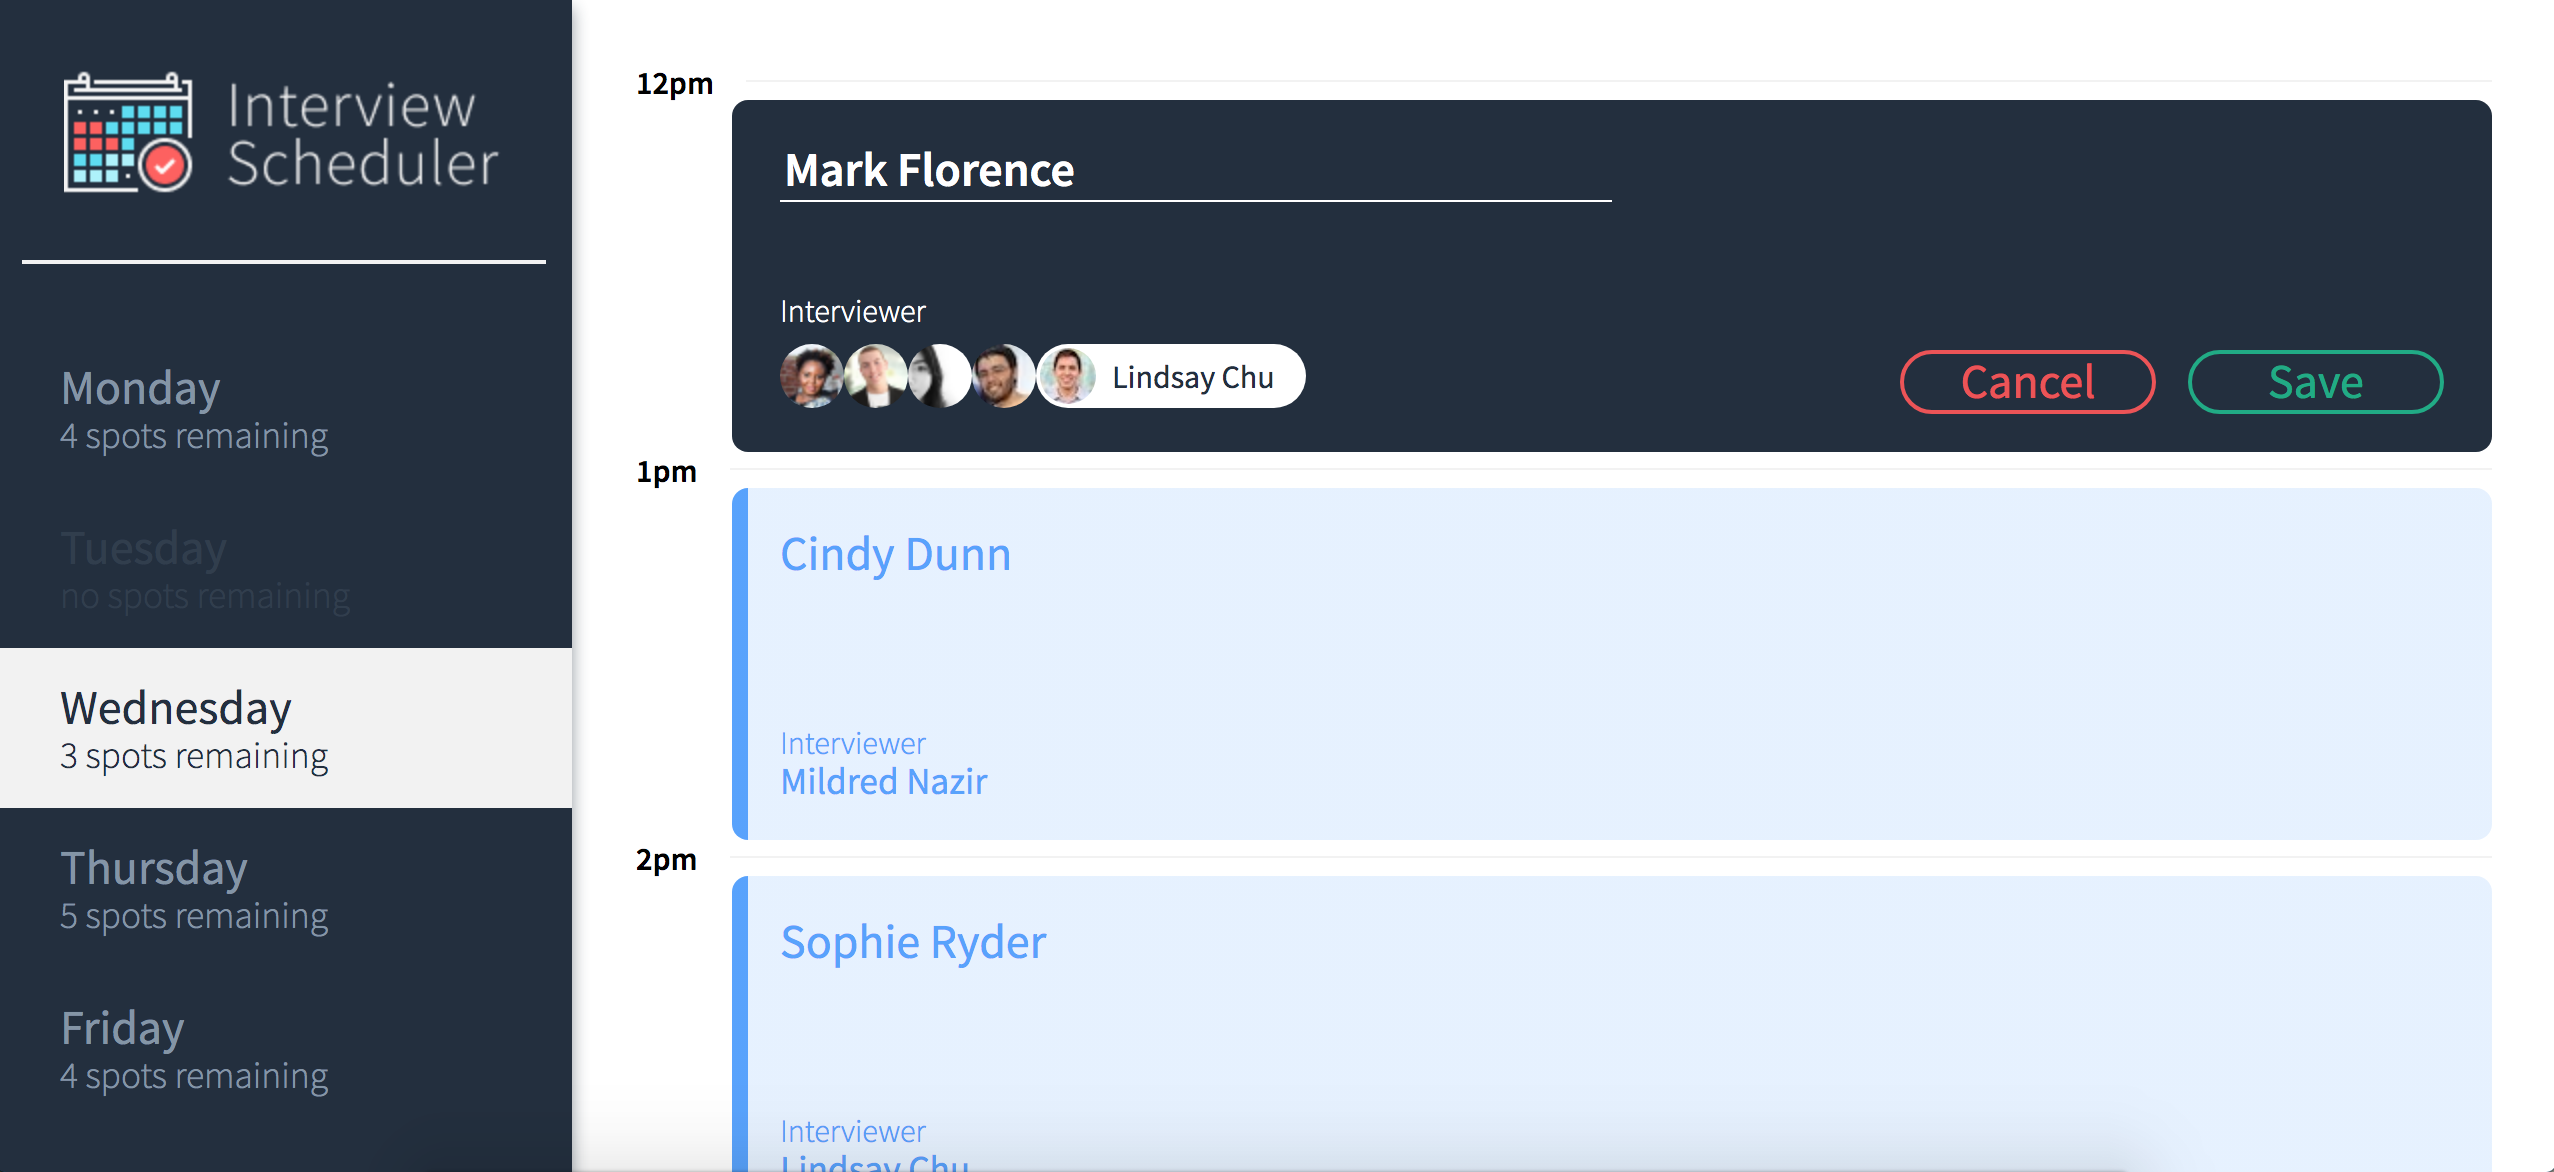 Interview
Scheduler
Monday
4 spots remaining
Tuesday
no spots remaining
Wednesday
3 spots remaining
Thursday
5 spots remaining
Friday
4 spots remaining
12pm
Mark Florence
Interviewer
Lindsay Chu
Cancel
Save
1pm
Cindy Dunn
Interviewer
Mildred Nazir
2pm
Sophie Ryder
Interviewer
Lindsay Chu